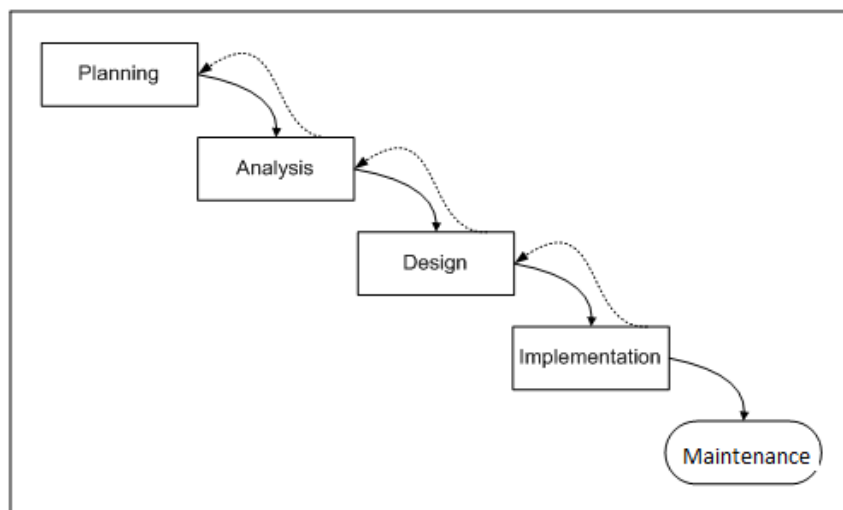 Planning
Analysis
Design
Implementation
Maintenance